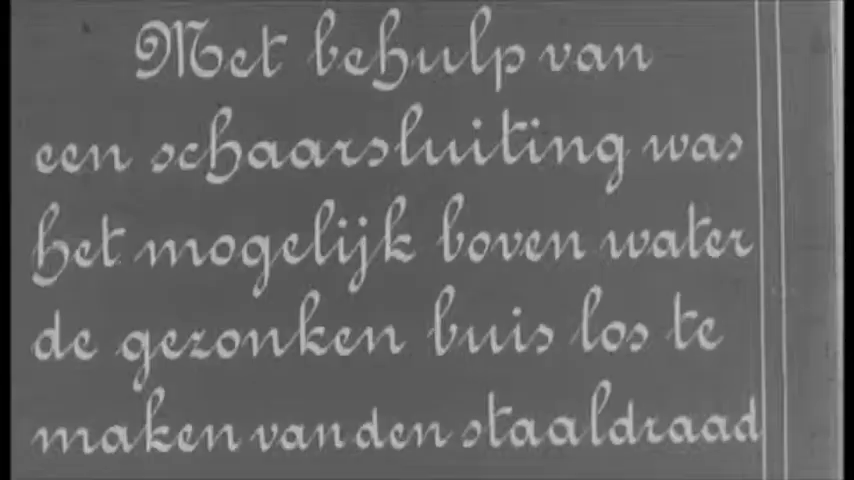 Met behulp van
een schaarsluiting was
het mogelijk boven water
de gezonken buis los te
maken van den staaldraad